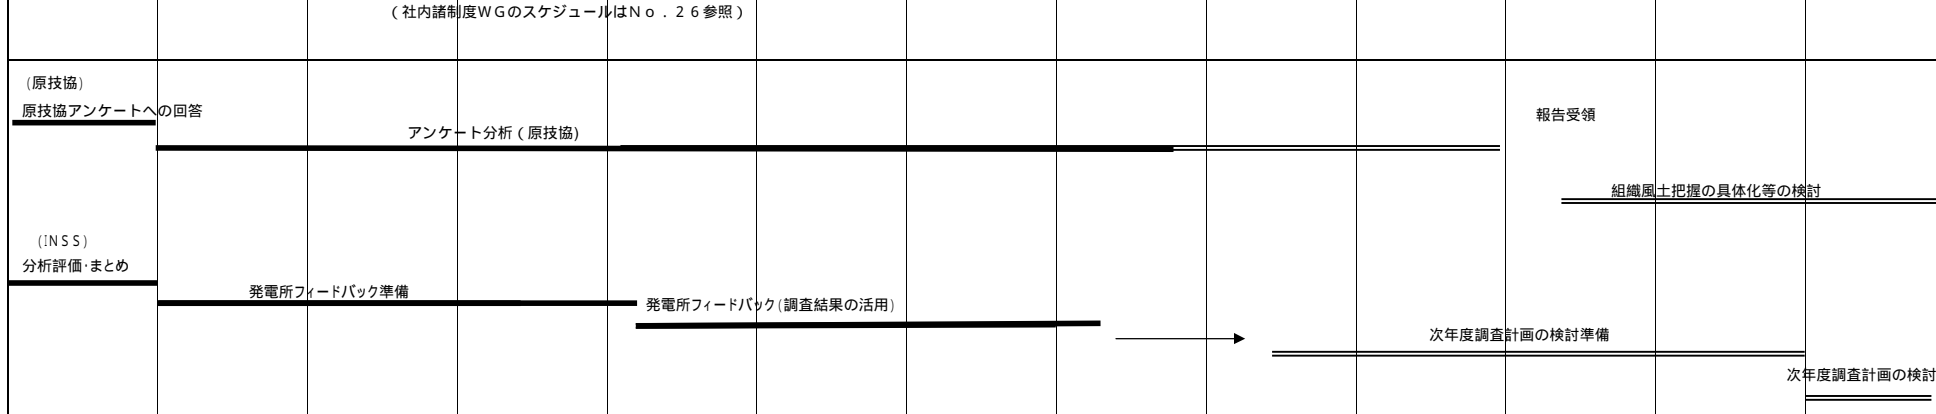 (社内諸制度WGのスケジュールはNo．26参照)
(原技協)
原技協アンケートへの回答
アンケート分析(原技協)
報告受領
組織風土把握の具体化等の検討
(INSS)
分析評価・まとめ
発電所フィードバック準備
発電所フィードバック(調査結果の活用)
次年度調査計画の検討準備
次年度調査計画の検討